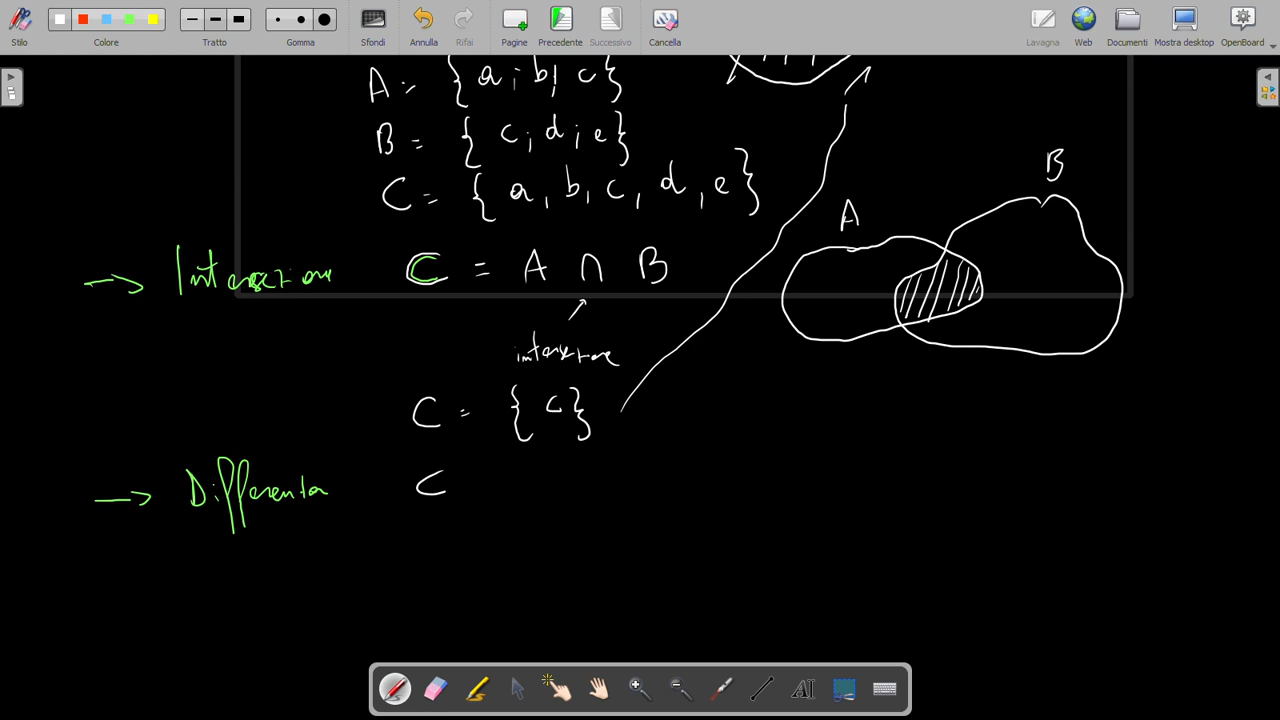 Stilo Colore Tratto Gomma Sfondi Annulla Rifai Pagine Precedente Successivo Cancella Lavagna Web Documenti Mostra desktop OpenBoard
A = {a ; b, c}
B = { c ; d ; e}
C = { a, b, c, d, e }
B
A
→ Intersezione C = A ∩ B
intersezione
C = { c }
→ Differenza C
AI